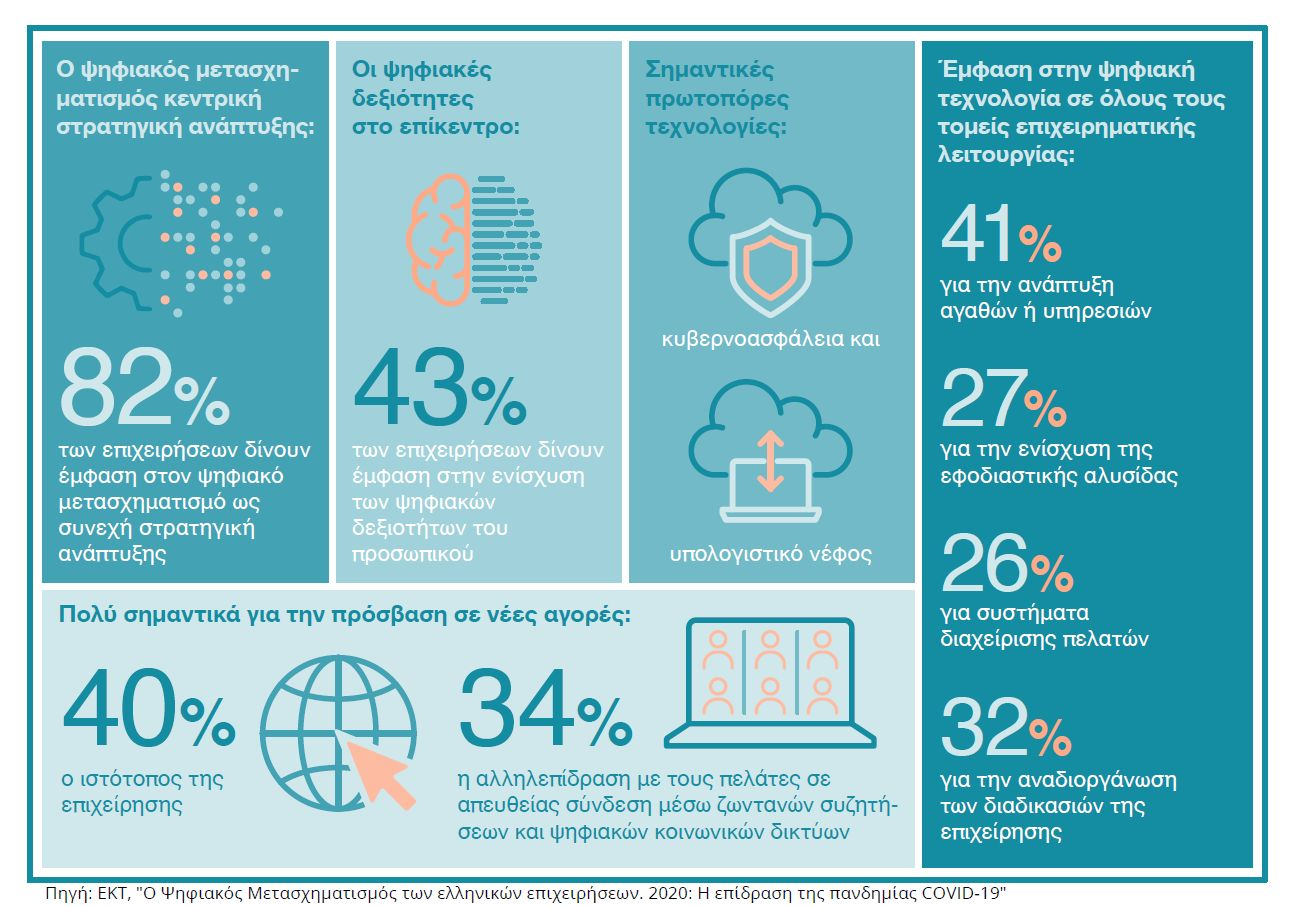 Ο ψηφιακός μετασχη-
ματισμός κεντρική
στρατηγική ανάπτυξης:
82%
των επιχειρήσεων δίνουν
έμφαση στον ψηφιακό
μετασχηματισμό ως
συνεχή στρατηγική
ανάπτυξης
Οι ψηφιακές
δεξιότητες
στο επίκεντρο:
43%
των επιχειρήσεων δίνουν
έμφαση στην ενίσχυση
των ψηφιακών
δεξιοτήτων του
προσωπικού
Σημαντικές
πρωτοπόρες
τεχνολογίες:
κυβερνοασφάλεια και
υπολογιστικό νέφος
Έμφαση στην ψηφιακή
τεχνολογία σε όλους τους
τομείς επιχειρηματικής
λειτουργίας:
41%
για την ανάπτυξη
αγαθών ή υπηρεσιών
27%
για την ενίσχυση της
εφοδιαστικής αλυσίδας
26%
για συστήματα
διαχείρισης πελατών
32%
για την αναδιοργάνωση
των διαδικασιών της
επιχείρησης
Πολύ σημαντικά για την πρόσβαση σε νέες αγορές:
40%
ο ιστότοπος της
επιχείρησης
34%
η αλληλεπίδραση με τους πελάτες σε
απευθείας σύνδεση μέσω ζωντανών συζητή-
σεων και ψηφιακών κοινωνικών δικτύων
Πηγή: ΕΚΤ, "Ο Ψηφιακός Μετασχηματισμός των ελληνικών επιχειρήσεων. 2020: Η επίδραση της πανδημίας COVID-19"